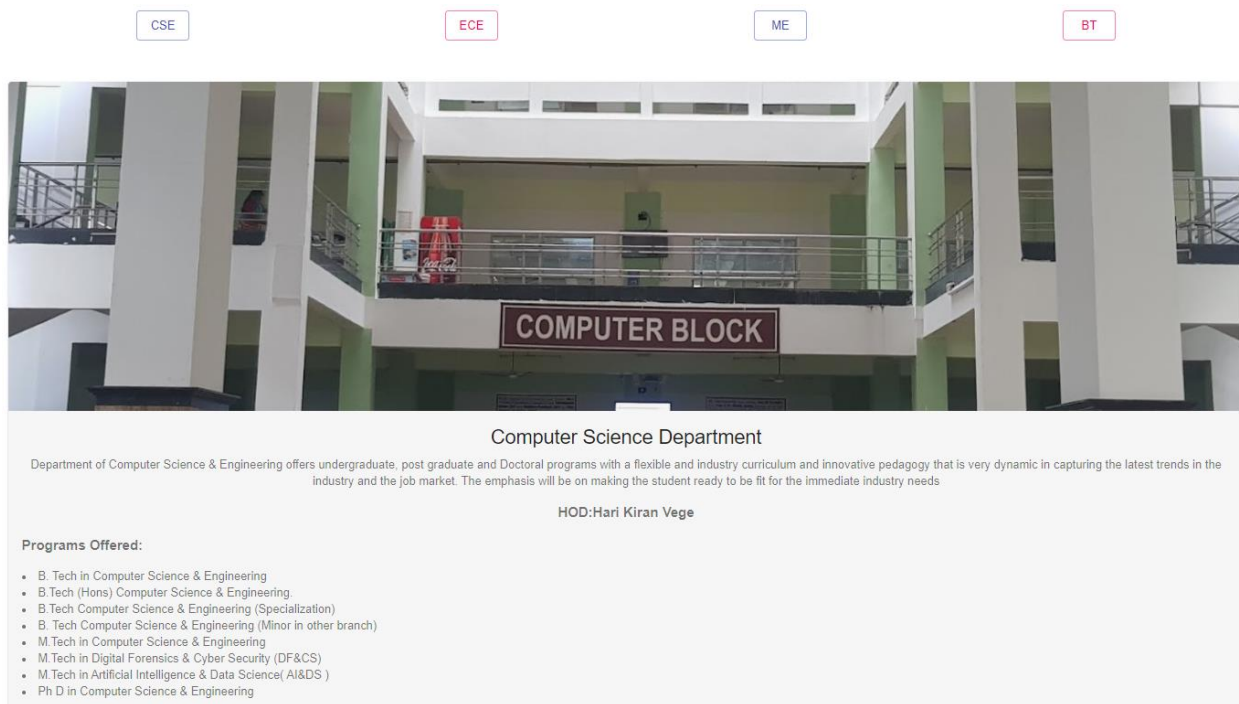 CSE
ECE
ME
BT
Coca-Cola
COMPUTER BLOCK
Computer Science Department
Department of Computer Science & Engineering offers undergraduate, post graduate and Doctoral programs with a flexible and industry curriculum and innovative pedagogy that is very dynamic in capturing the latest trends in the
industry and the job market. The emphasis will be on making the student ready to be fit for the immediate industry needs
HOD:Hari Kiran Vege
Programs Offered:
B. Tech in Computer Science & Engineering
B.Tech (Hons) Computer Science & Engineering.
B.Tech Computer Science & Engineering (Specialization)
B. Tech Computer Science & Engineering (Minor in other branch)
M.Tech in Computer Science & Engineering
M.Tech in Digital Forensics & Cyber Security (DF&CS)
M.Tech in Artificial Intelligence & Data Science( AI&DS )
Ph D in Computer Science & Engineering